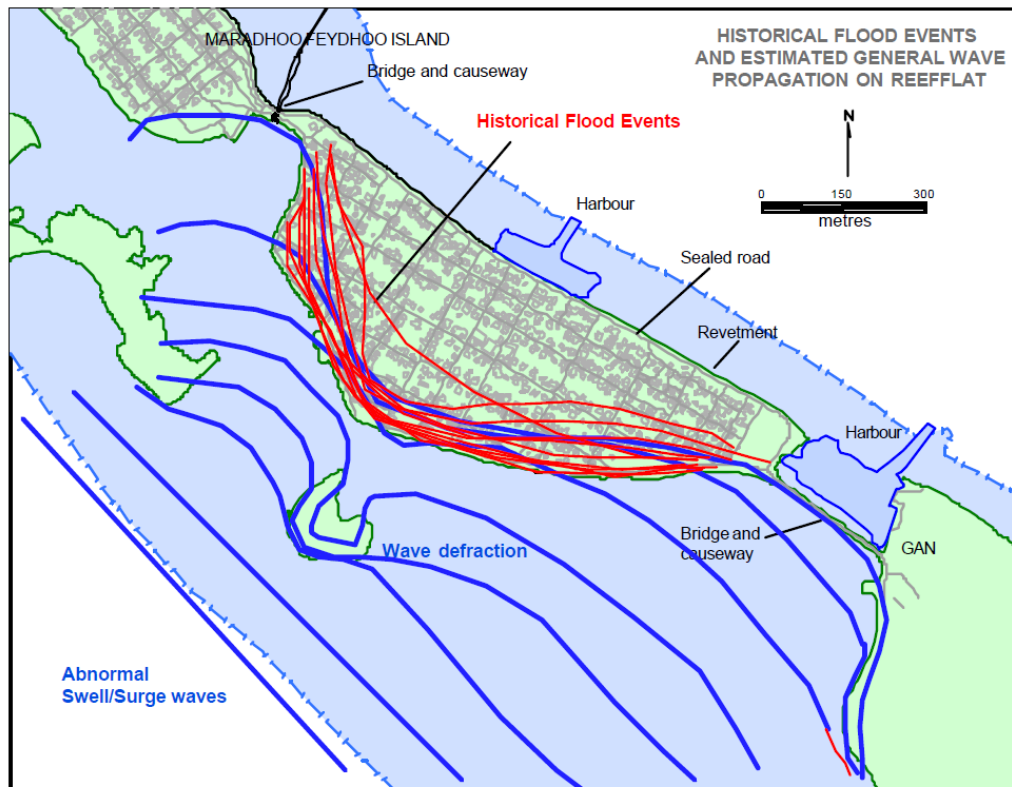 MARADHOO FEYDHOO ISLAND
Bridge and causeway
HISTORICAL FLOOD EVENTS
AND ESTIMATED GENERAL WAVE
PROPAGATION ON REEFFLAT
Historical Flood Events
N
0 150 300
metres
Harbour
Sealed road
Revetment
Harbour
Bridge and
causeway
GAN
Wave defraction
Abnormal
Swell/Surge waves